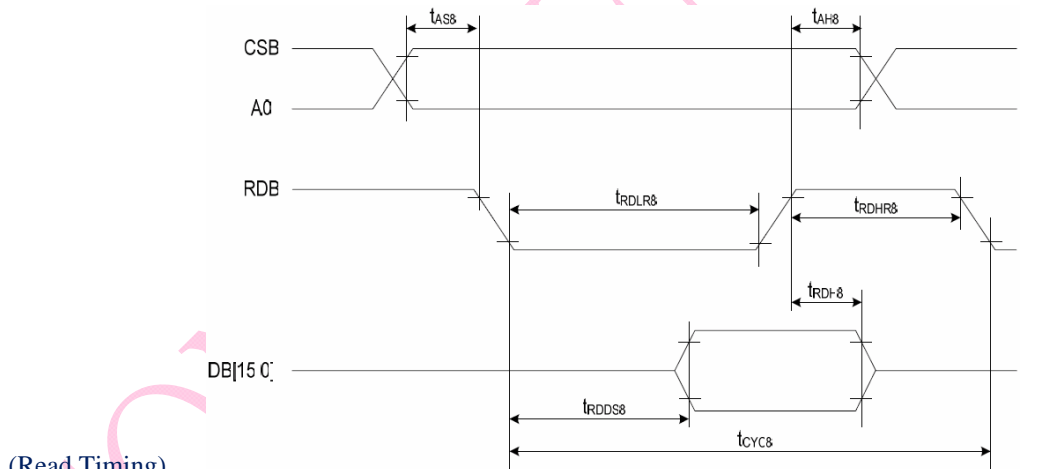 tAS8 tAH8
CSB
A0
RDB
tRDLR8
tRDHR8
tRDH8
DB[15 0]
tRDDS8
tCYC8
(Read Timing)